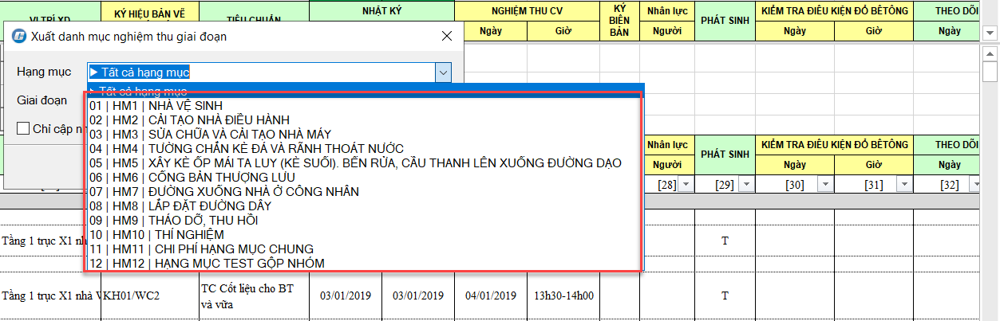 VỊ TRÍ XD
KÝ HIỆU BẢN VẼ
TIÊU CHUẨN
NHẬT KÝ
NGHIỆM THU CV
KÝ BIÊN BẢN
Nhân lực
PHÁT SINH
KIỂM TRA ĐIỀU KIỆN ĐỔ BÊTÔNG
THEO DÕI
Ngày
Giờ
Người
Ngày
Giờ
Ngày
Xuất danh mục nghiệm thu giai đoạn
Hạng mục
Tất cả hạng mục
Tất cả hạng mục
Giai đoạn
Chỉ cập
01 | HM1 | NHÀ VỆ SINH
02 | HM2 | CẢI TẠO NHÀ ĐIỀU HÀNH
03 | HM3 | SỬA CHỮA VÀ CẢI TẠO NHÀ MÁY
04 | HM4 | TƯỜNG CHẮN KÈ ĐÁ VÀ RÃNH THOÁT NƯỚC
05 | HM5 | XÂY KÈ ỐP MÁI TA LUY (KÈ SUỐI). BẾN RỬA, CẦU THANH LÊN XUỐNG ĐƯỜNG DẠO
06 | HM6 | CỐNG BẢN THƯỢNG LƯU
07 | HM7 | ĐƯỜNG XUỐNG NHÀ Ở CÔNG NHÂN
08 | HM8 | LẮP ĐẶT ĐƯỜNG DÂY
09 | HM9 | THÁO DỠ, THU HỒI
10 | HM10 | THÍ NGHIỆM
11 | HM11 | CHI PHÍ HẠNG MỤC CHUNG
12 | HM12 | HẠNG MỤC TEST GỘP NHÓM
Nhân lực
PHÁT SINH
KIỂM TRA ĐIỀU KIỆN ĐỔ BÊTÔNG
THEO DÕI
Người
Ngày
Giờ
Ngày
[28]
[29]
[30]
[31]
[32]
Tầng 1 trục X1 nhà
T
Tầng 1 trục X1 nhà
KH01/WC2
TC Cốt liệu cho BT và vữa
03/01/2019
03/01/2019
04/01/2019
13h30-14h00
T